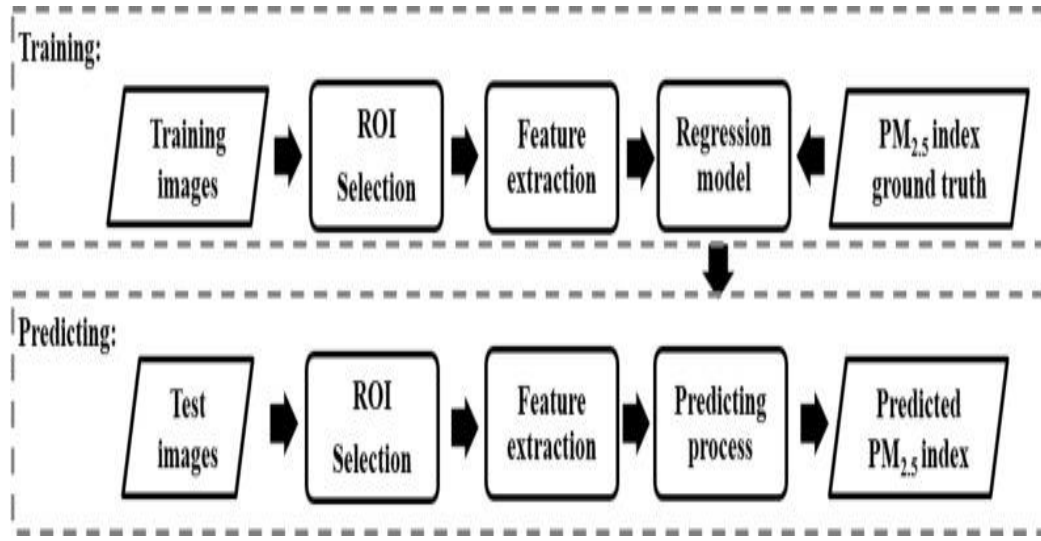 Training:
Training
images
ROI
Selection
Feature
extraction
Regression
model
PM₂.₅ index
ground truth
Predicting:
Test
images
ROI
Selection
Feature
extraction
Predicting
process
Predicted
PM₂.₅ index